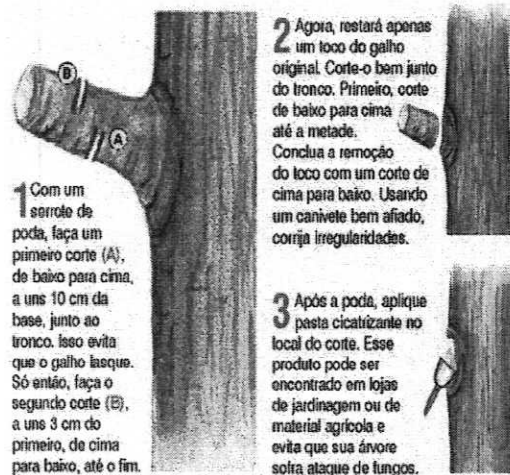 B
A
1 Com um
serrote de
poda, faça um
primeiro corte (A),
de baixo para cima,
a uns 10 cm da
base, junto ao
tronco. Isso evita
que o galho lasque.
Só então, faça o
segundo corte (B),
a uns 3 cm do
primeiro, de cima
para baixo, até o fim.
2 Agora, restará apenas
um toco do galho
original. Corte-o bem junto
do tronco. Primeiro, corte
de baixo para cima
até a metade.
Conclua a remoção
do toco com um corte de
cima para baixo. Usando
um canivete bem afiado,
corrija irregularidades.
3 Após a poda, aplique
pasta cicatrizante no
local do corte. Esse
produto pode ser
encontrado em lojas
de jardinagem ou de
material agrícola e
evita que sua árvore
sofra ataque de fungos.